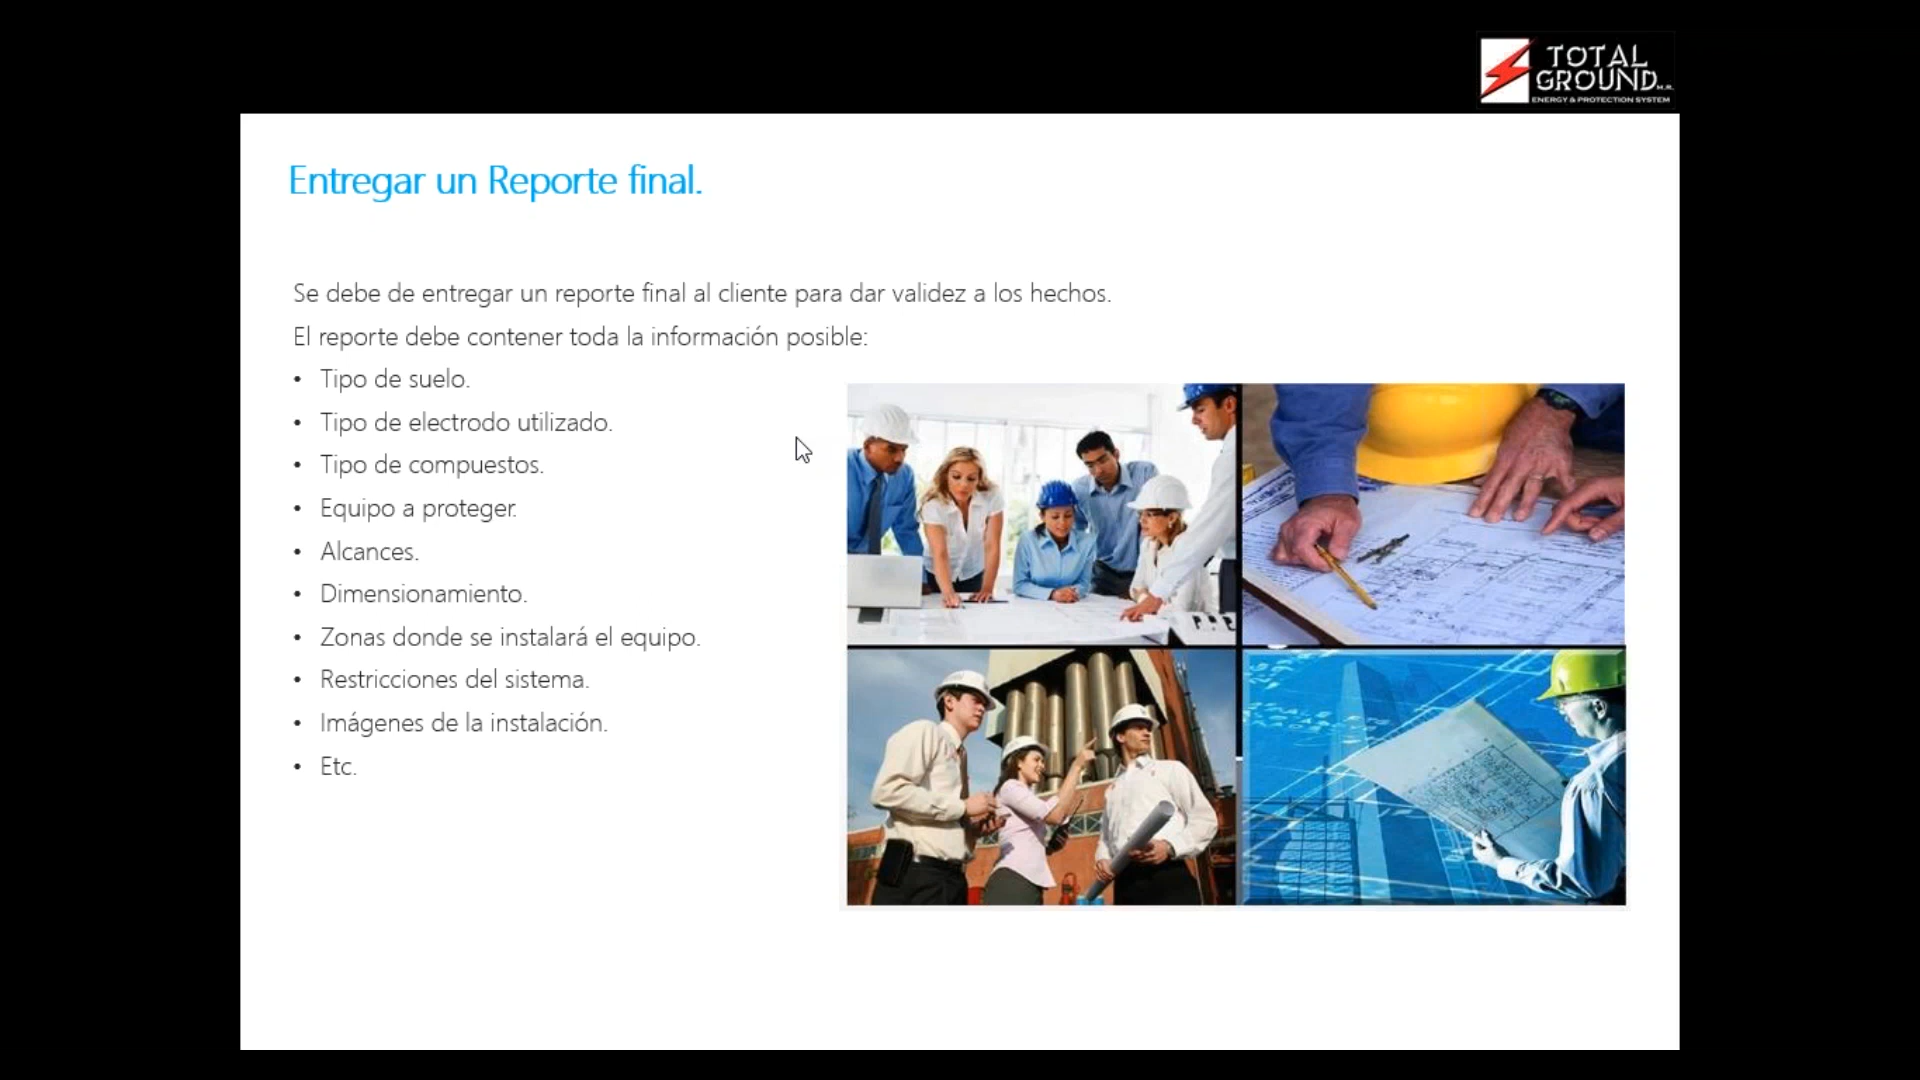 TOTAL
GROUND M.R.
ENERGY & PROTECTION SYSTEM
Entregar un Reporte final.
Se debe de entregar un reporte final al cliente para dar validez a los hechos.
El reporte debe contener toda la información posible:
• Tipo de suelo.
• Tipo de electrodo utilizado.
• Tipo de compuestos.
• Equipo a proteger.
• Alcances.
• Dimensionamiento.
• Zonas donde se instalará el equipo.
• Restricciones del sistema.
• Imágenes de la instalación.
• Etc.